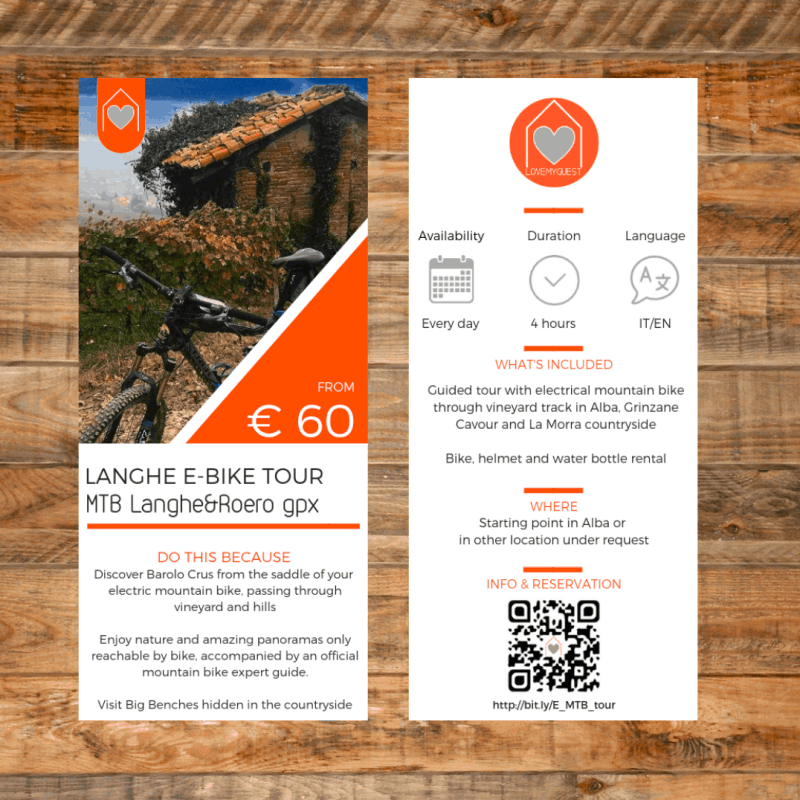 FROM
€ 60
LANGHE E-BIKE TOUR
MTB Langhe&Roero gpx
DO THIS BECAUSE
Discover Barolo Crus from the saddle of your
electric mountain bike, passing through
vineyard and hills
Enjoy nature and amazing panoramas only
reachable by bike, accompanied by an official
mountain bike expert guide.
Visit Big Benches hidden in the countryside
LOVEMYGUEST
Availability
Duration
Language
A
文
Every day
4 hours
IT/EN
WHAT'S INCLUDED
Guided tour with electrical mountain bike
through vineyard track in Alba, Grinzane
Cavour and La Morra countryside
Bike, helmet and water bottle rental
WHERE
Starting point in Alba or
in other location under request
INFO & RESERVATION
http://bit.ly/E_MTB_tour